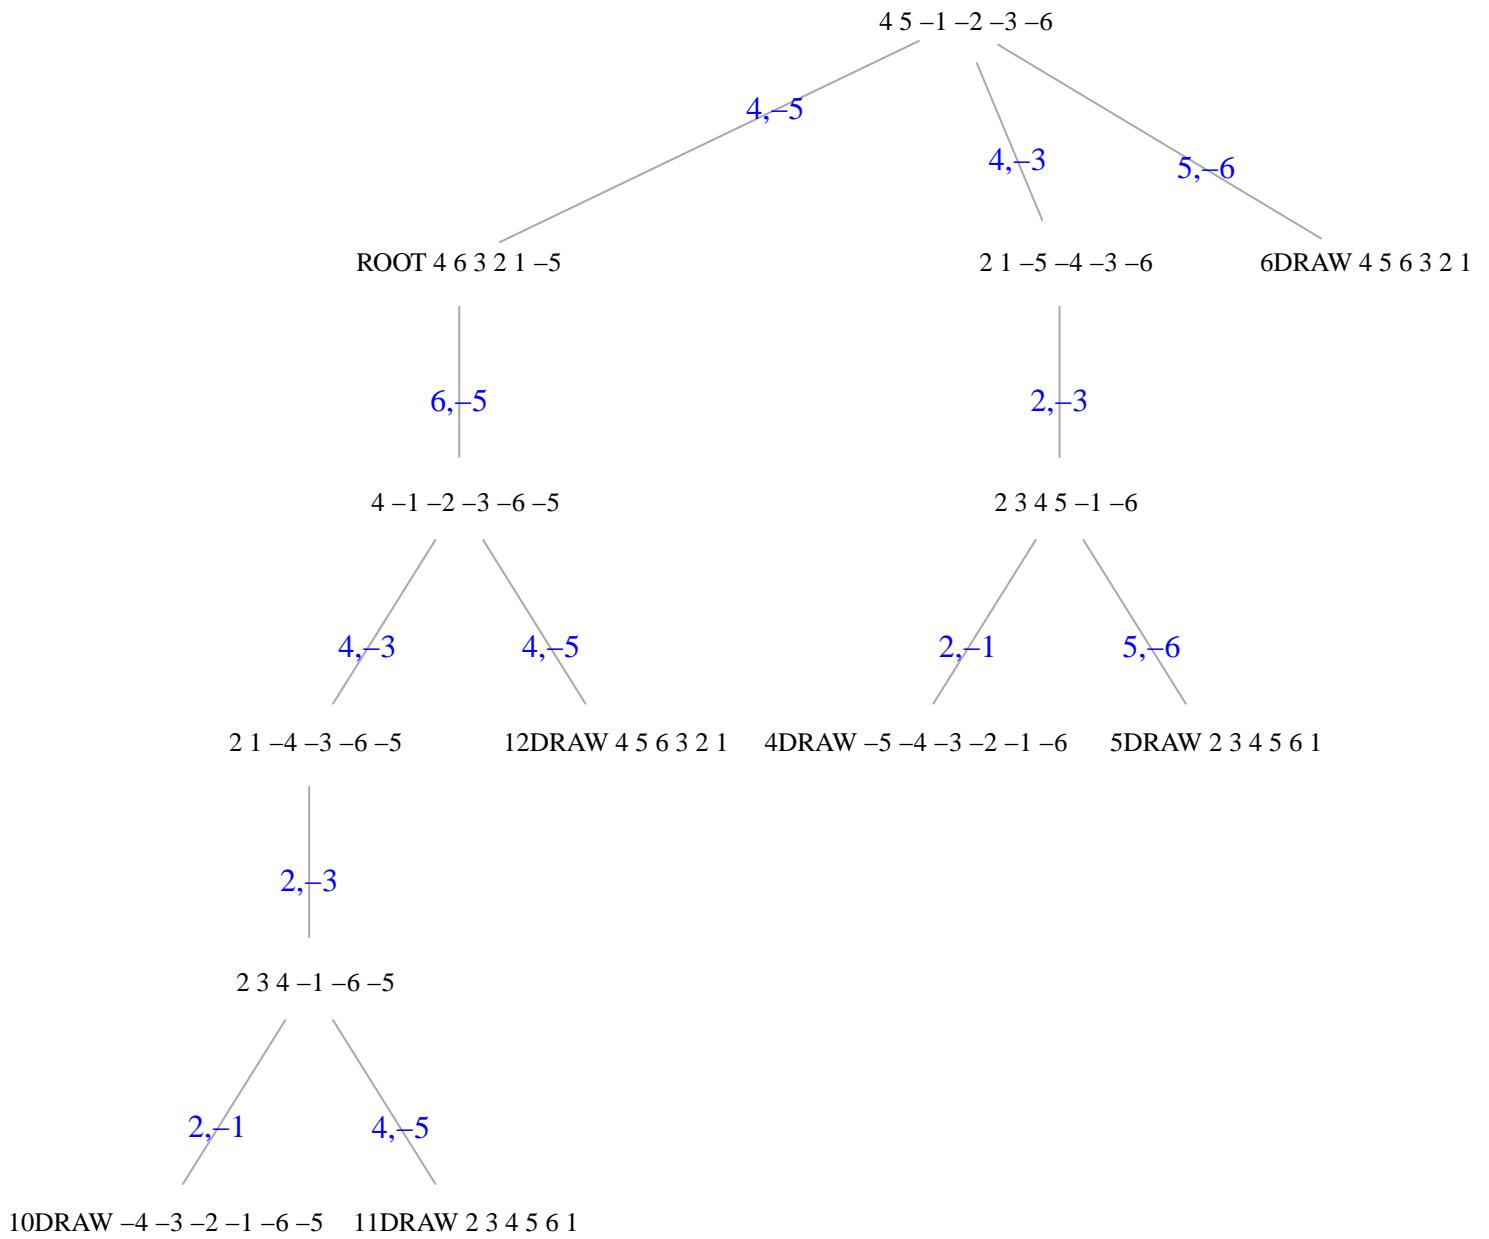 4 5 –1 –2 –3 –6
4,–5
4,–3
5,–6
ROOT 4 6 3 2 1 –5
2 1 –5 –4 –3 –6
6DRAW 4 5 6 3 2 1
6,–5
2,–3
4 –1 –2 –3 –6 –5
2 3 4 5 –1 –6
4,–3
4,–5
2,–1
5,–6
2 1 –4 –3 –6 –5
12DRAW 4 5 6 3 2 1
4DRAW –5 –4 –3 –2 –1 –6
5DRAW 2 3 4 5 6 1
2,–3
2 3 4 –1 –6 –5
2,–1
4,–5
10DRAW –4 –3 –2 –1 –6 –5
11DRAW 2 3 4 5 6 1